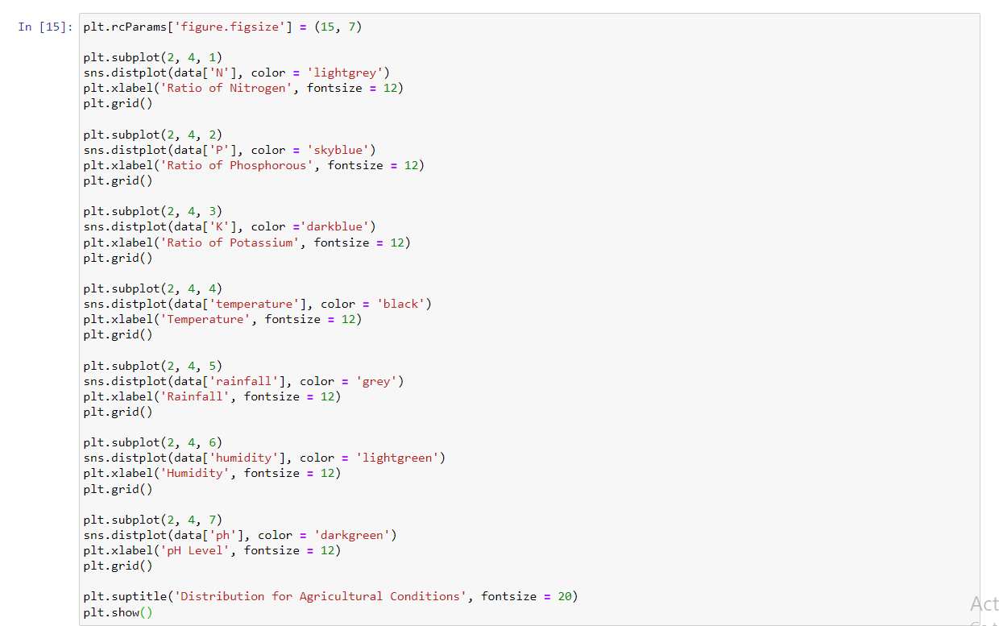 In [15]: plt.rcParams['figure.figsize'] = (15, 7)
plt.subplot(2, 4, 1)
sns.distplot(data['N'], color = 'lightgrey')
plt.xlabel('Ratio of Nitrogen', fontsize = 12)
plt.grid()
plt.subplot(2, 4, 2)
sns.distplot(data['P'], color = 'skyblue')
plt.xlabel('Ratio of Phosphorous', fontsize = 12)
plt.grid()
plt.subplot(2, 4, 3)
sns.distplot(data['K'], color ='darkblue')
plt.xlabel('Ratio of Potassium', fontsize = 12)
plt.grid()
plt.subplot(2, 4, 4)
sns.distplot(data['temperature'], color = 'black')
plt.xlabel('Temperature', fontsize = 12)
plt.grid()
plt.subplot(2, 4, 5)
sns.distplot(data['rainfall'], color = 'grey')
plt.xlabel('Rainfall', fontsize = 12)
plt.grid()
plt.subplot(2, 4, 6)
sns.distplot(data['humidity'], color = 'lightgreen')
plt.xlabel('Humidity', fontsize = 12)
plt.grid()
plt.subplot(2, 4, 7)
sns.distplot(data['ph'], color = 'darkgreen')
plt.xlabel('pH Level', fontsize = 12)
plt.grid()
plt.suptitle('Distribution for Agricultural Conditions', fontsize = 20)
plt.show()
Act